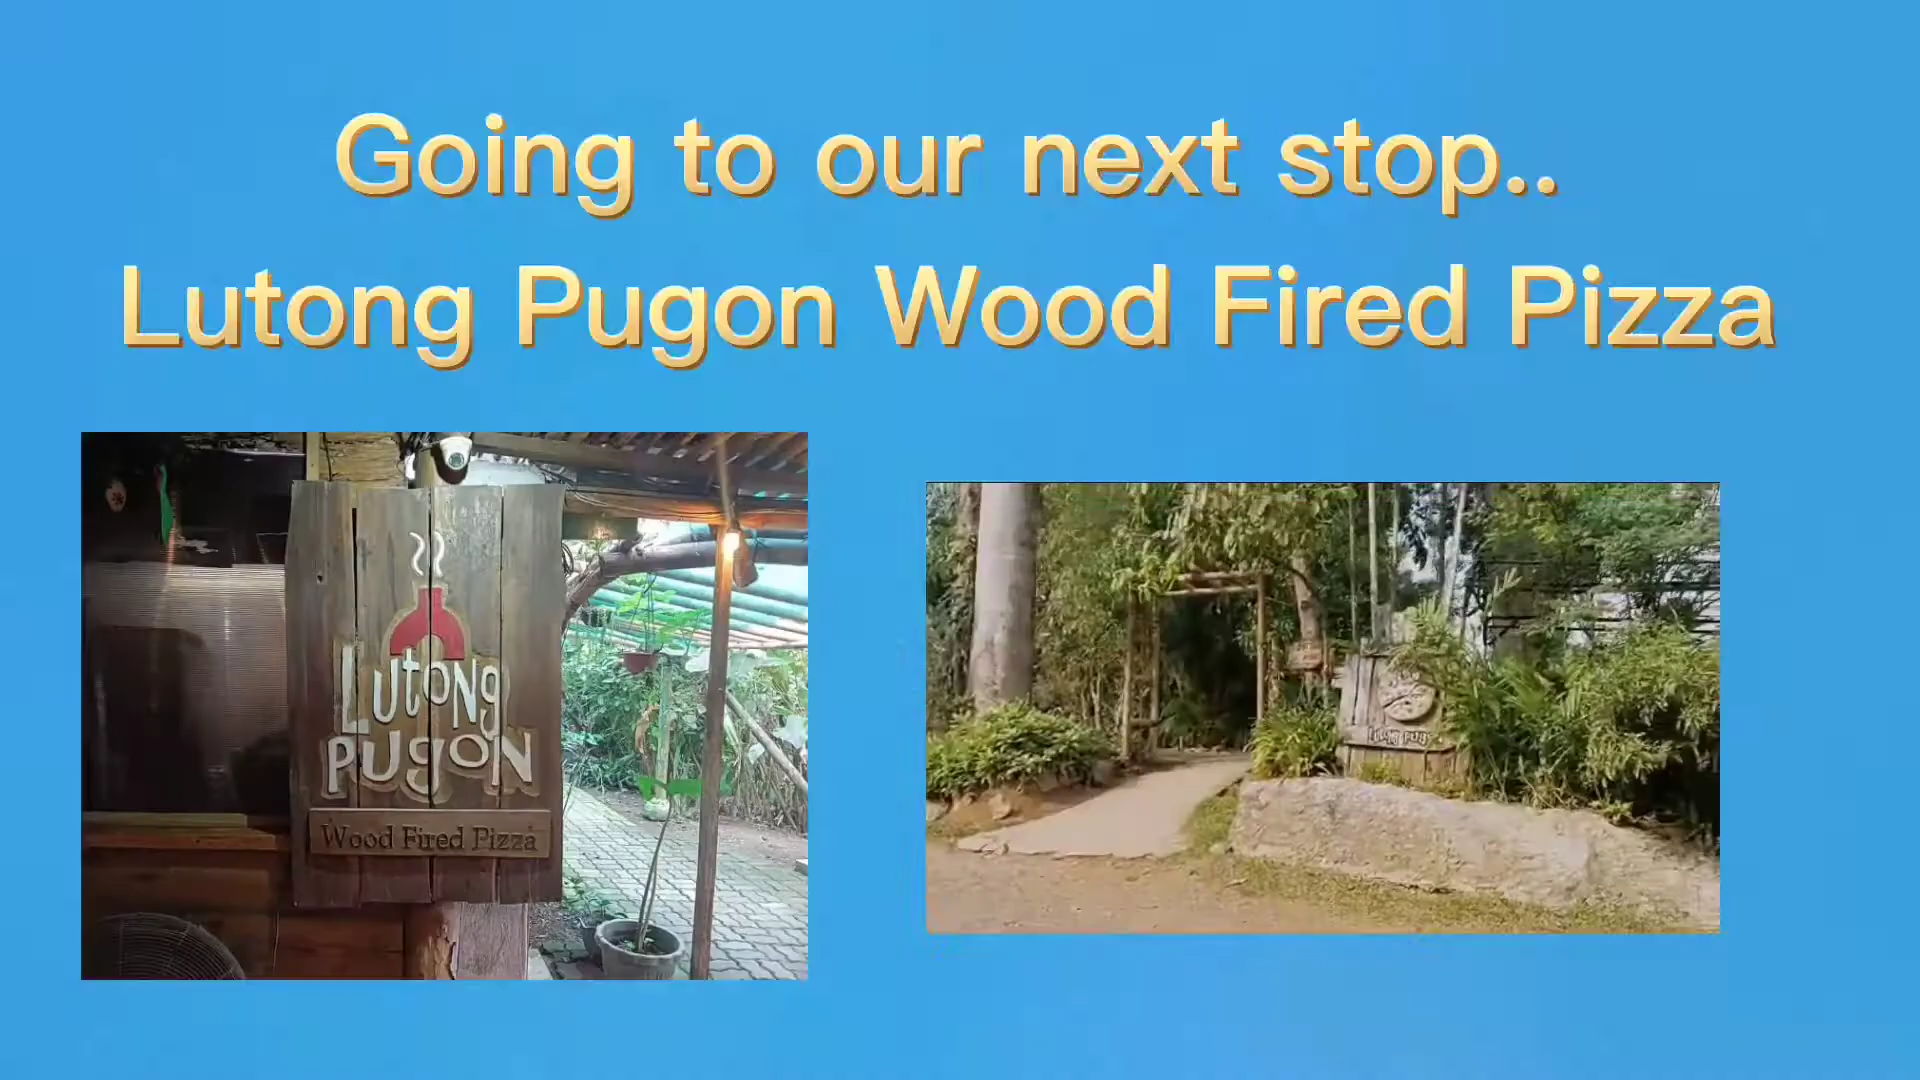 Going to our next stop..
Lutong Pugon Wood Fired Pizza
Lutong
pugon
Wood Fired Pizza